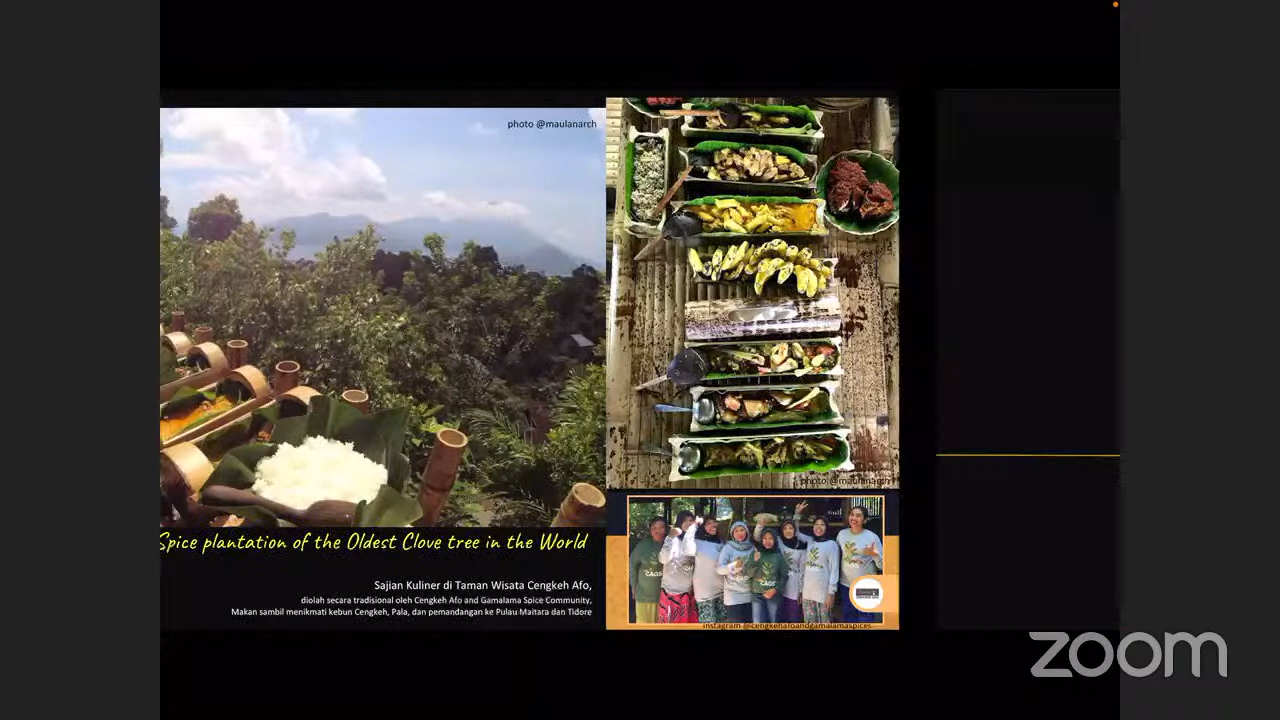 photo @maulanarch
photo @maulanarch
Spice plantation of the Oldest Clove tree in the World
Sajian Kuliner di Taman Wisata Cengkeh Afo,
diolah secara tradisional oleh Cengkeh Afo and Gamalama Spice Community,
Makan sambil menikmati kebun Cengkeh, Pala, dan pemandangan ke Pulau Maitara dan Tidore
CAGS
instagram @cengkehafoandgamalamaspices
zoom